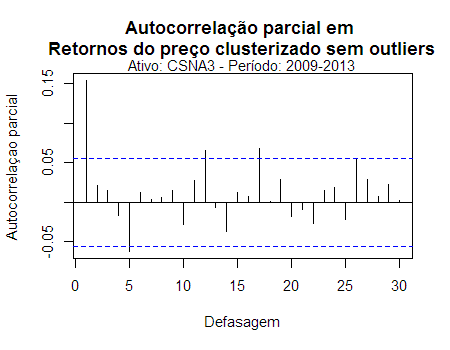 Autocorrelação parcial em
Retornos do preço clusterizado sem outliers
Ativo: CSNA3 - Período: 2009-2013
Autocorrelaçao parcial
0.15
0.05
-0.05
0 5 10 15 20 25 30
Defasagem